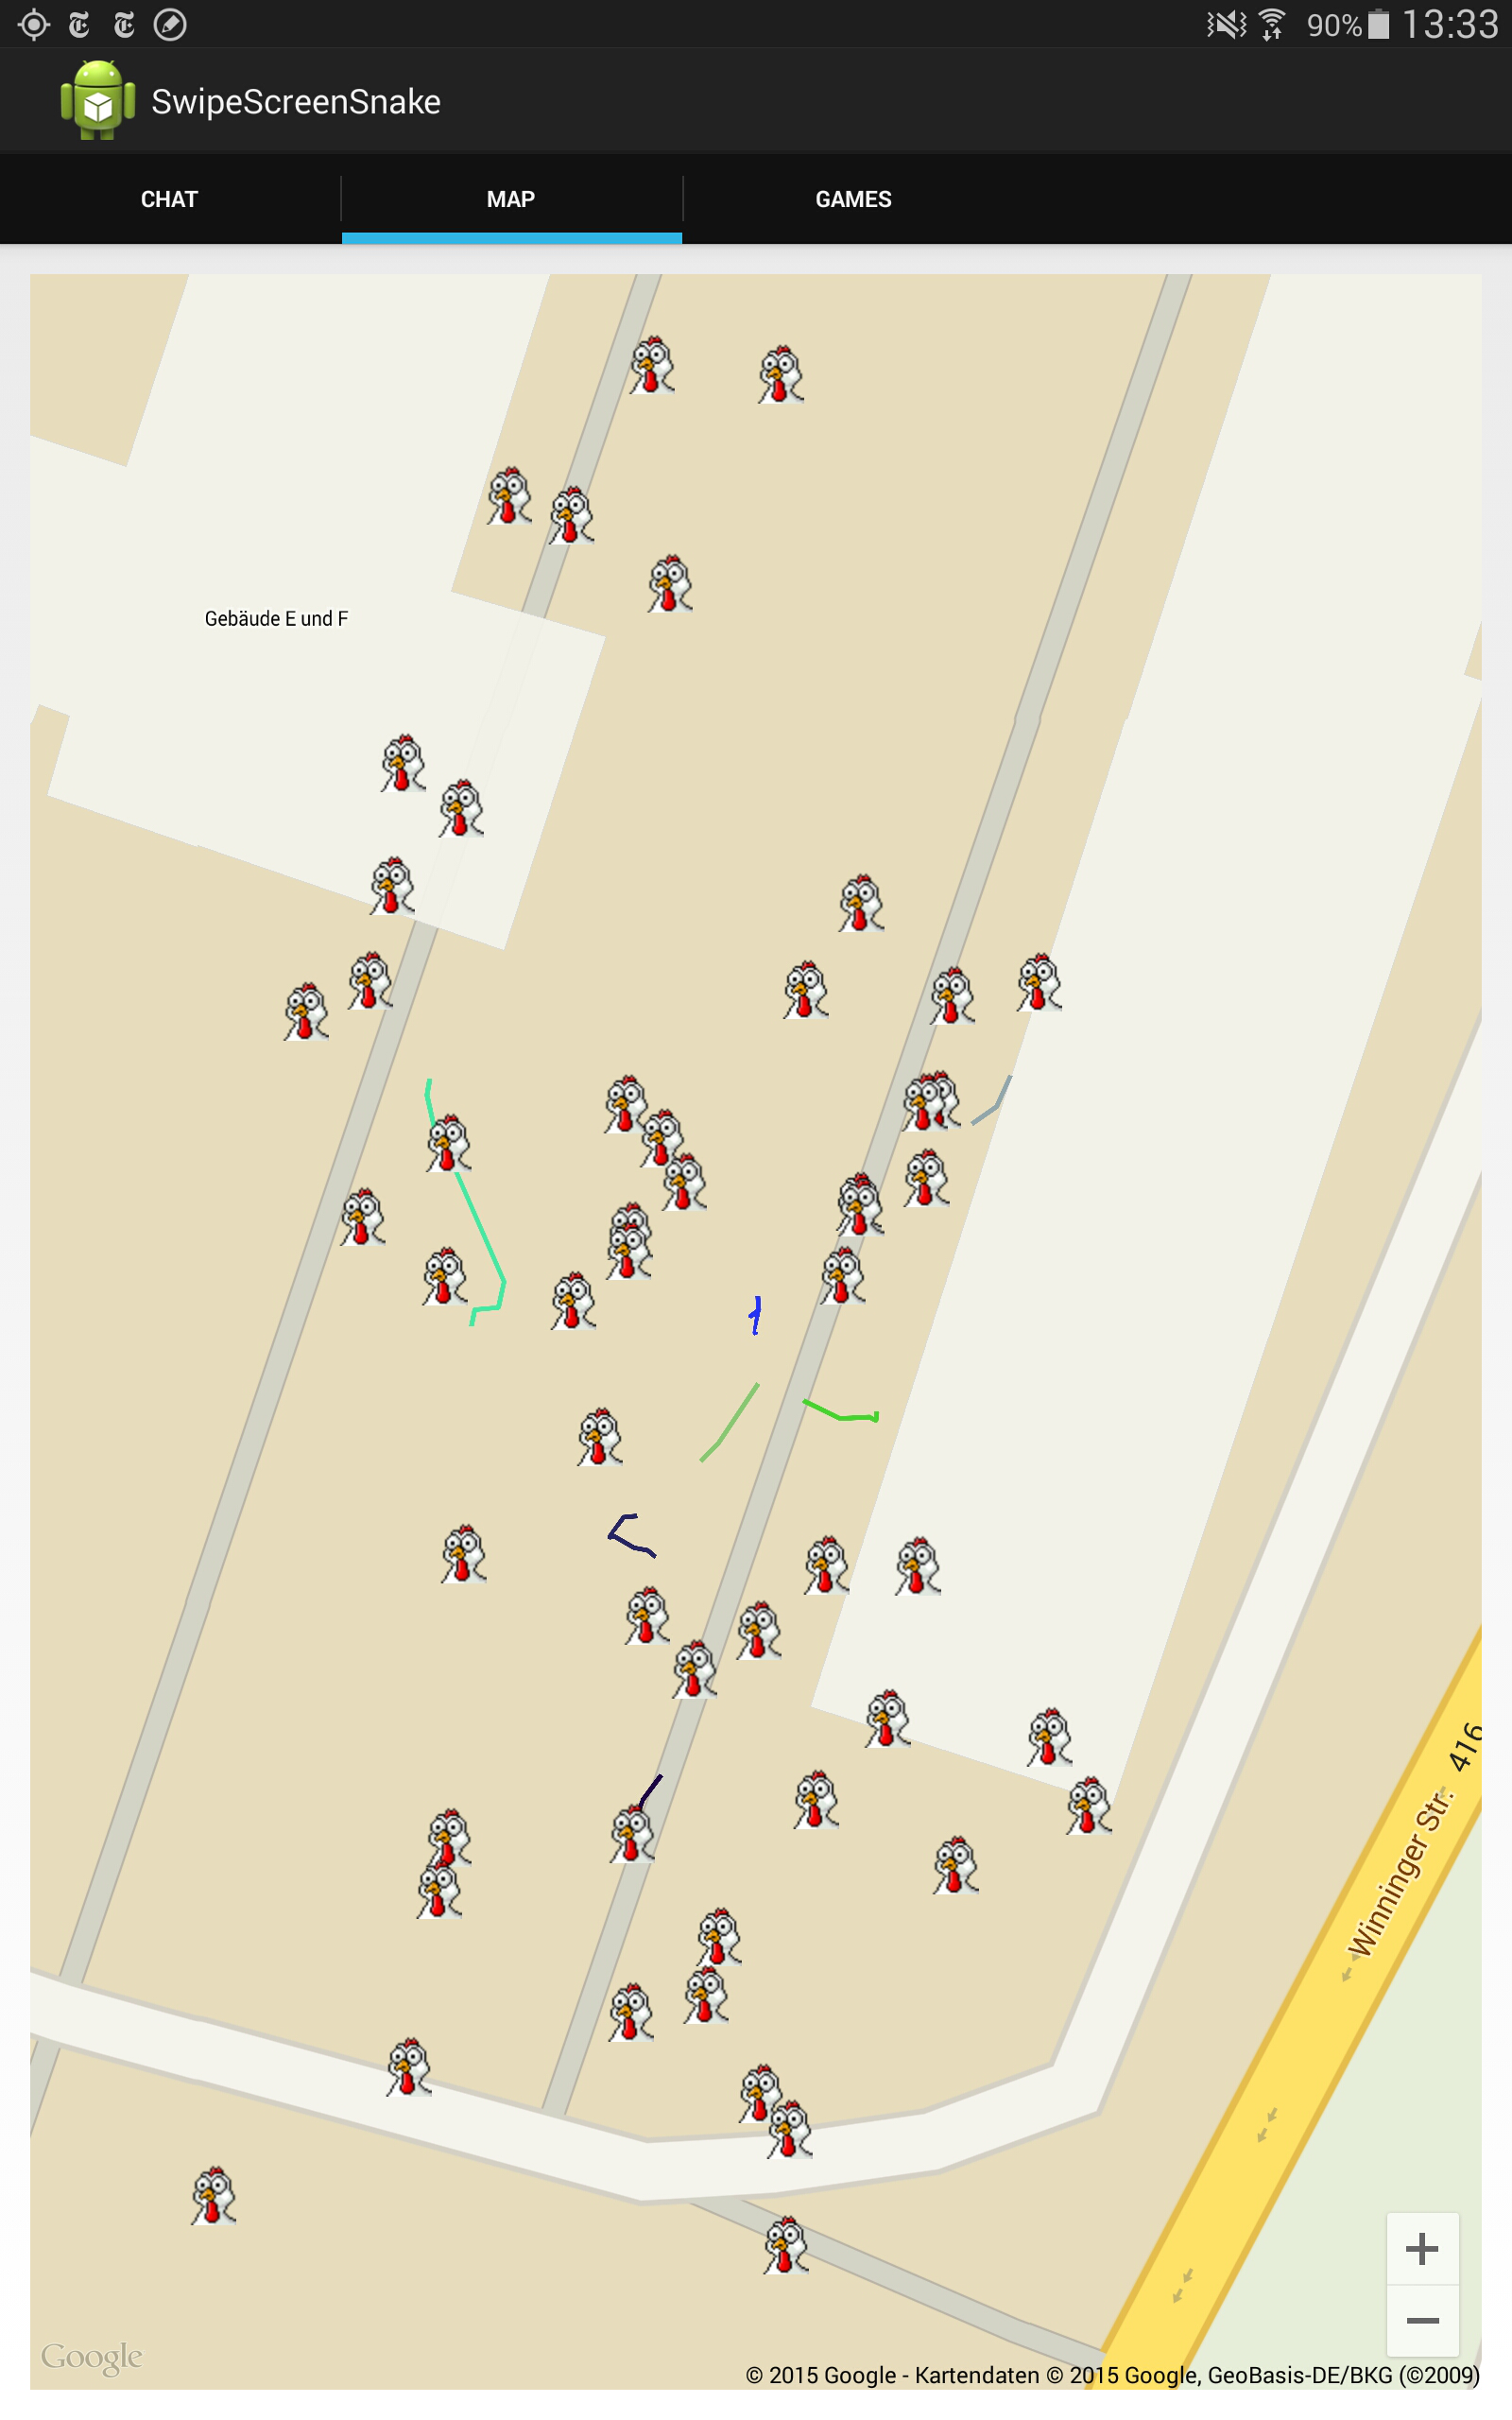 90% 13:33
SwipeScreenSnake
CHAT MAP GAMES
Gebäude E und F
Winninger Str. 416
Google
© 2015 Google - Kartendaten © 2015 Google, GeoBasis-DE/BKG (©2009)